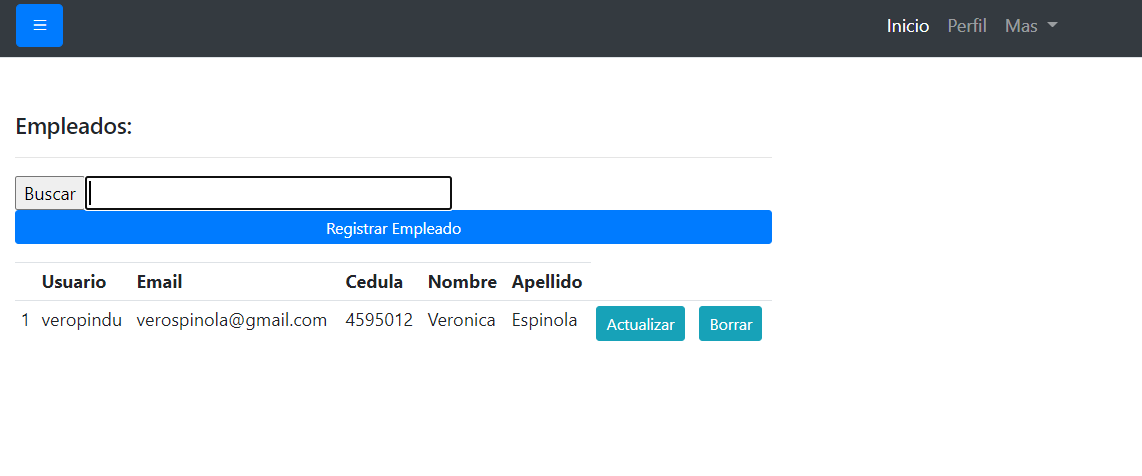 Inicio Perfil Mas
Empleados:
Buscar
Registrar Empleado
Usuario Email Cedula Nombre Apellido
1 veropindu verospinola@gmail.com 4595012 Veronica Espinola Actualizar Borrar